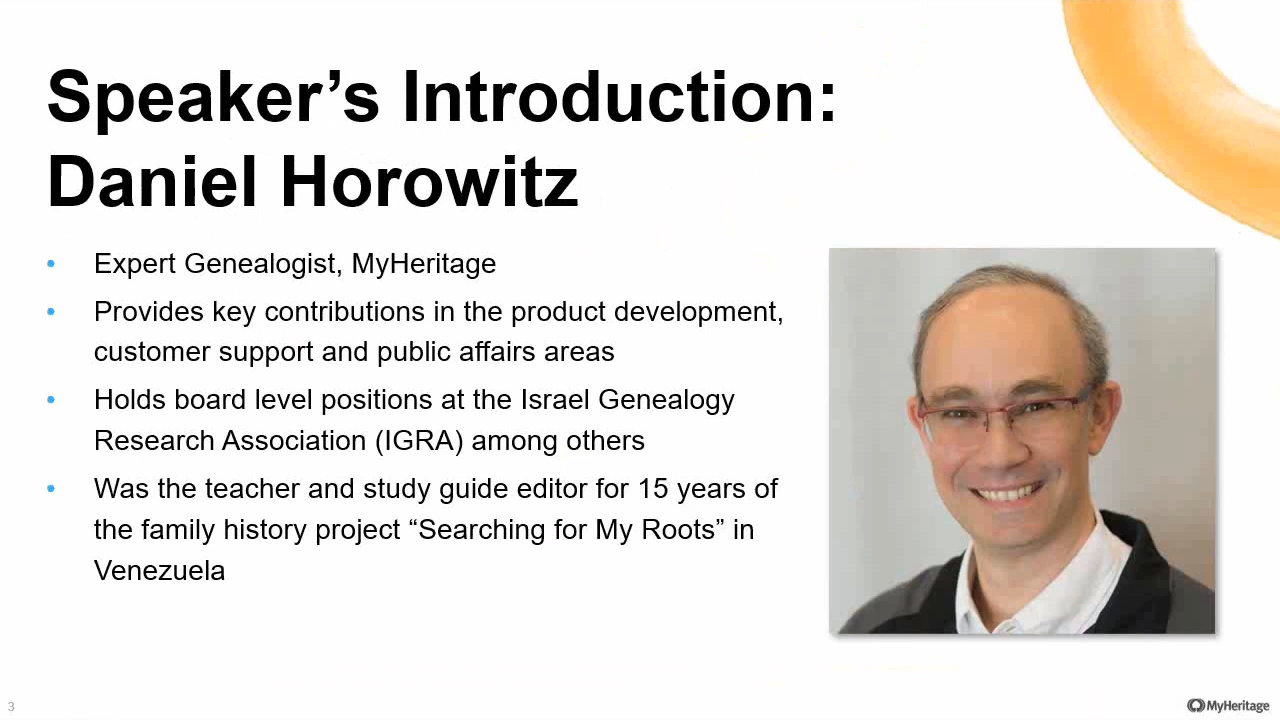 Speaker’s Introduction:
Daniel Horowitz
• Expert Genealogist, MyHeritage
• Provides key contributions in the product development,
customer support and public affairs areas
• Holds board level positions at the Israel Genealogy
Research Association (IGRA) among others
• Was the teacher and study guide editor for 15 years of
the family history project “Searching for My Roots” in
Venezuela
3
MyHeritage